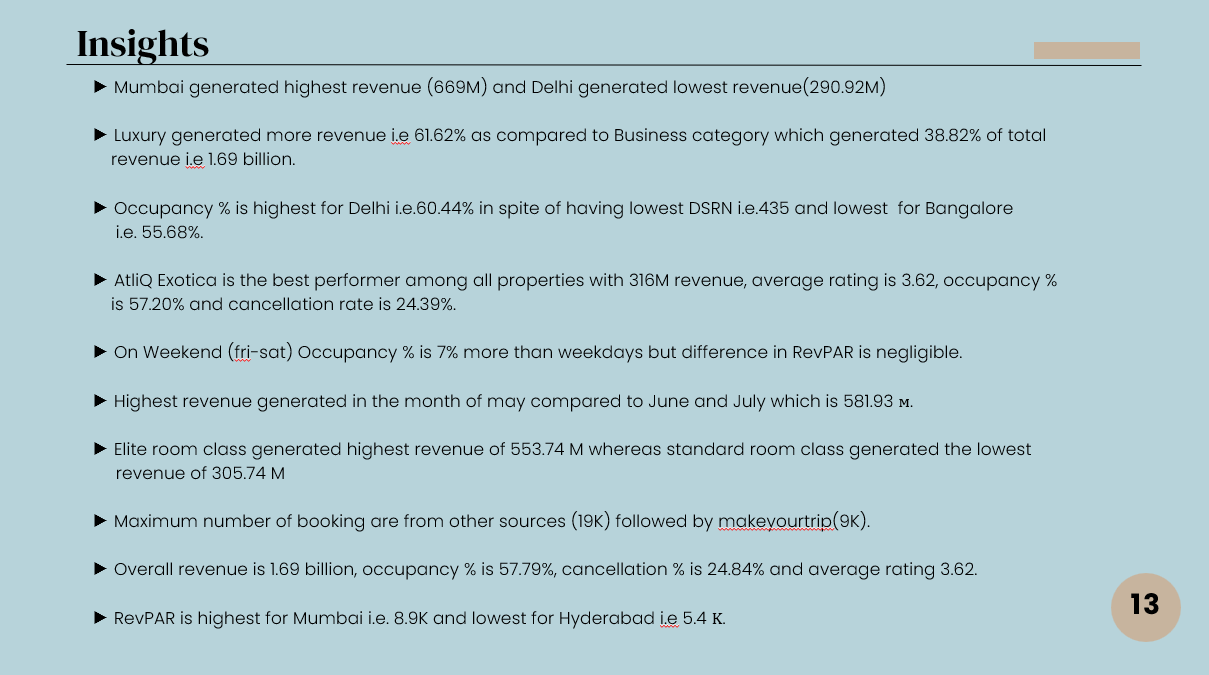 Insights
Mumbai generated highest revenue (669M) and Delhi generated lowest revenue(290.92M)
Luxury generated more revenue i.e 61.62% as compared to Business category which generated 38.82% of total
revenue i.e 1.69 billion.
Occupancy % is highest for Delhi i.e.60.44% in spite of having lowest DSRN i.e.435 and lowest  for Bangalore
i.e. 55.68%.
AtliQ Exotica is the best performer among all properties with 316M revenue, average rating is 3.62, occupancy %
is 57.20% and cancellation rate is 24.39%.
On Weekend (fri-sat) Occupancy % is 7% more than weekdays but difference in RevPAR is negligible.
Highest revenue generated in the month of may compared to June and July which is 581.93 м.
Elite room class generated highest revenue of 553.74 M whereas standard room class generated the lowest
revenue of 305.74 M
Maximum number of booking are from other sources (19K) followed by makeyourtrip(9K).
Overall revenue is 1.69 billion, occupancy % is 57.79%, cancellation % is 24.84% and average rating 3.62.
RevPAR is highest for Mumbai i.e. 8.9K and lowest for Hyderabad i.e 5.4 K.
13